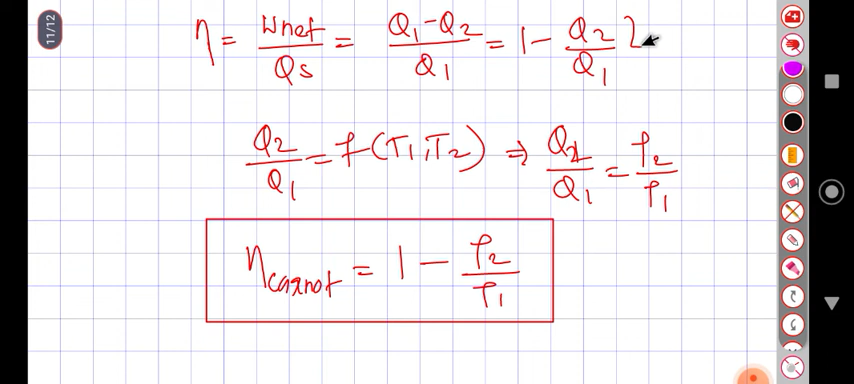 11/12
η = Wnet/Qs = Q1-Q2/Q1 = 1 - Q2/Q1 }
Q2/Q1 = f(T1,T2) ⇒ Q2/Q1 = T2/T1
ηcarnot = 1 - T2/T1